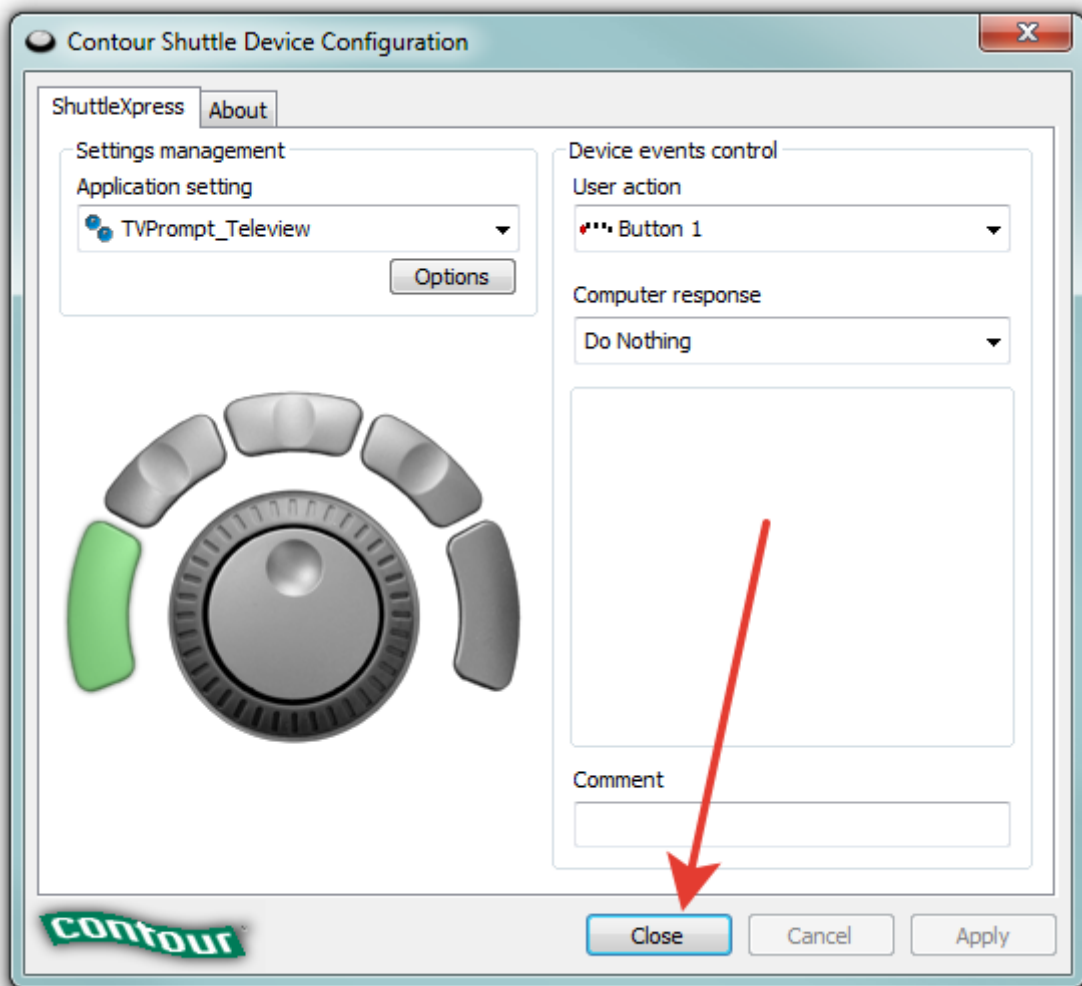 Contour Shuttle Device Configuration
ShuttleXpress
About
Settings management
Application setting
TVPrompt_Teleview
Options
Device events control
User action
Button 1
Computer response
Do Nothing
Comment
contour
Close
Cancel
Apply